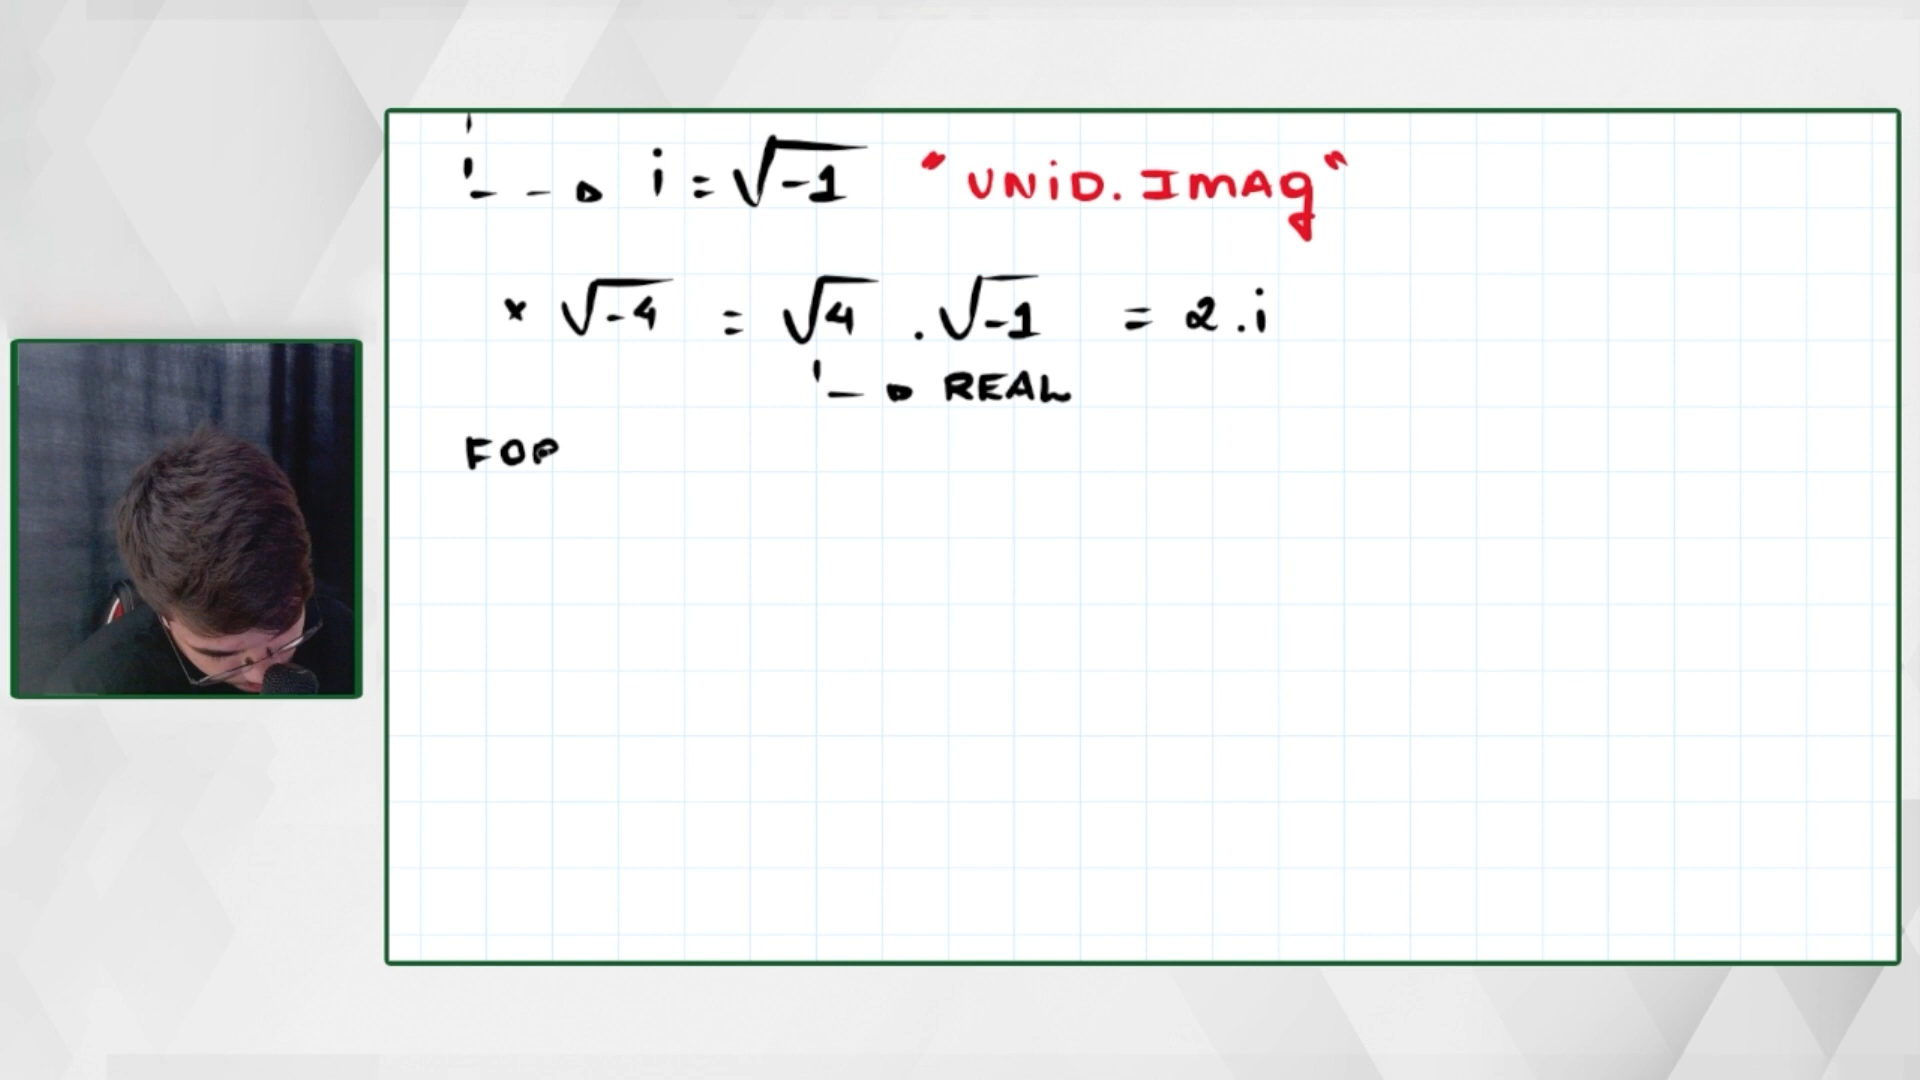 i = √-1 "UNID. IMAG"
× √-4 = √4 . √-1 = 2.i
REAL
FOR